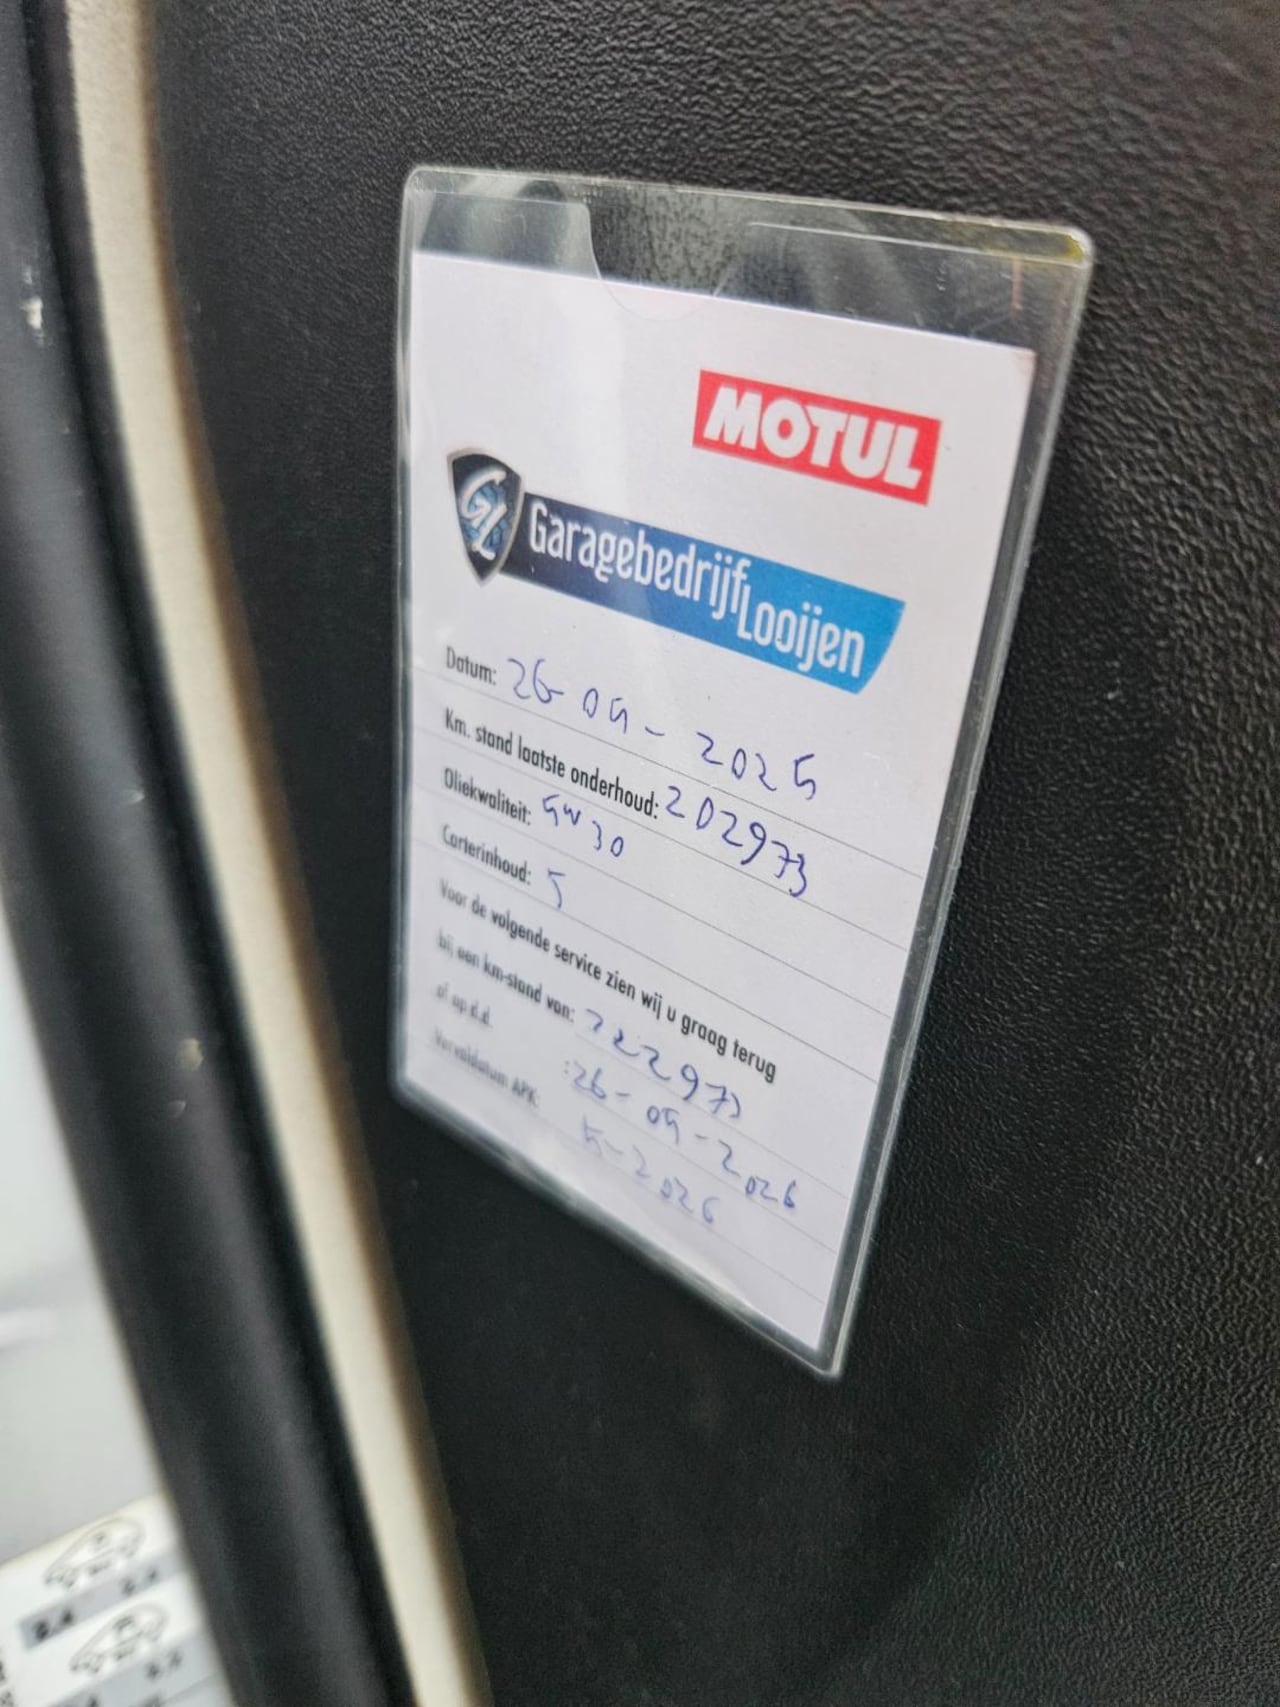 MOTUL
GL Garagebedrijf Looijen
Datum: 26-05-2025
Km. stand laatste onderhoud: 202973
Oliekwaliteit: 5w30
Carterinhoud: 5
Voor de volgende service zien wij u graag terug
bij een km-stand van: 222973
of op d.d. :26-05-2026
Vervaldatum APK: 5-2026